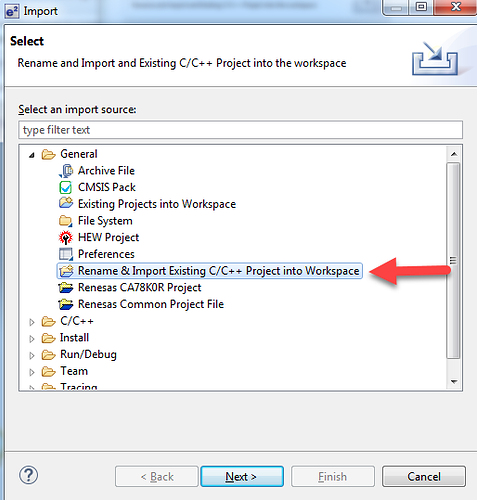 e² Import
Select
Rename and Import and Existing C/C++ Project into the workspace
Select an import source:
type filter text
General
Archive File
CMSIS Pack
Existing Projects into Workspace
File System
HEW Project
Preferences
Rename & Import Existing C/C++ Project into Workspace
Renesas CA78K0R Project
Renesas Common Project File
C/C++
Install
Run/Debug
Team
Tracing
? < Back Next > Finish Cancel